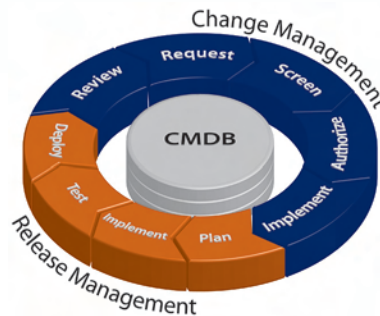 Change Management
Request
Screen
Authorize
Implement
Plan
Implement
Test
Deploy
Review
CMDB
Release Management